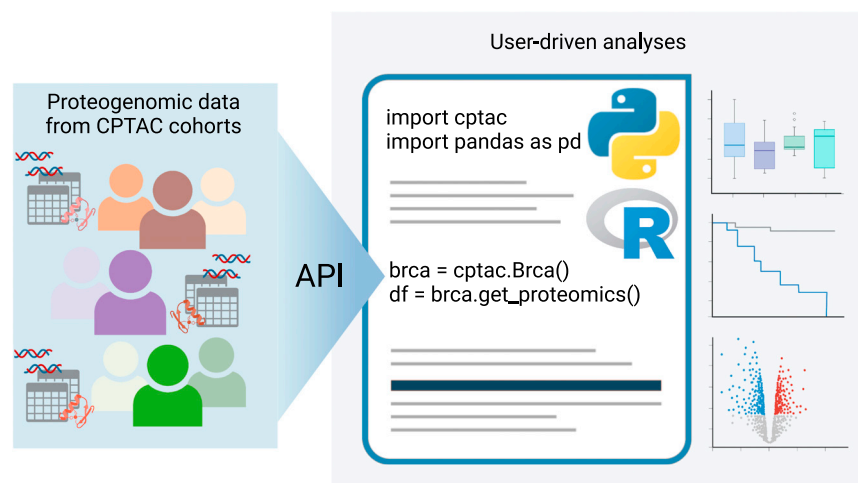 User-driven analyses
Proteogenomic data
from CPTAC cohorts
API
import cptac
import pandas as pd
R
brca = cptac.Brca()
df = brca.get_proteomics()